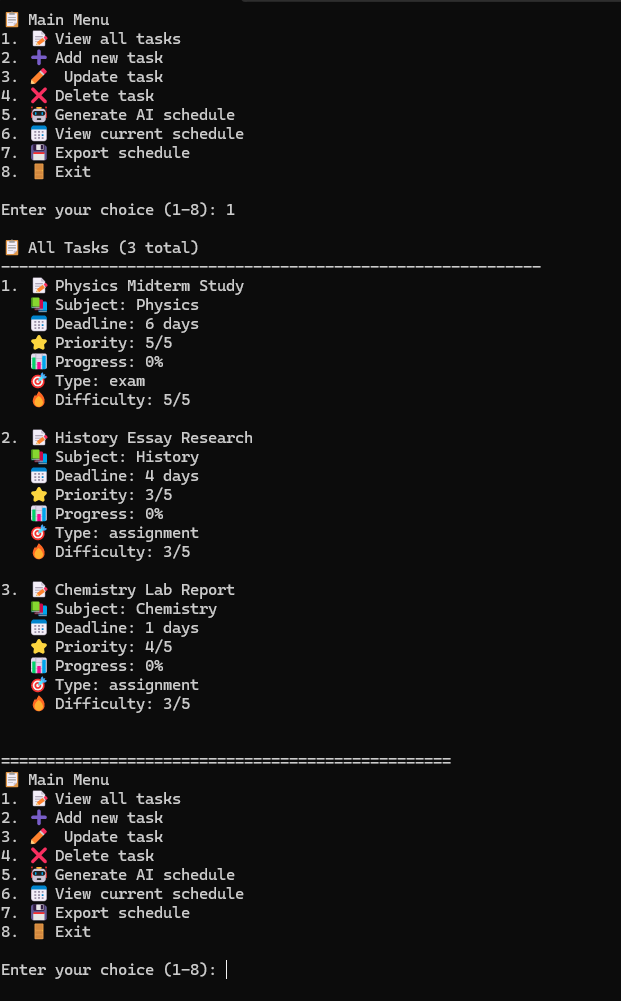 📋 Main Menu
1. 📝 View all tasks
2. ➕ Add new task
3. ✏️  Update task
4. ❌ Delete task
5. 🤖 Generate AI schedule
6. 📅 View current schedule
7. 💾 Export schedule
8. 🚪 Exit
Enter your choice (1-8): 1
📋 All Tasks (3 total)
------------------------------------------------------------
1. 📝 Physics Midterm Study
📚 Subject: Physics
📅 Deadline: 6 days
⭐ Priority: 5/5
📊 Progress: 0%
🎯 Type: exam
🔥 Difficulty: 5/5
2. 📝 History Essay Research
📚 Subject: History
📅 Deadline: 4 days
⭐ Priority: 3/5
📊 Progress: 0%
🎯 Type: assignment
🔥 Difficulty: 3/5
3. 📝 Chemistry Lab Report
📚 Subject: Chemistry
📅 Deadline: 1 days
⭐ Priority: 4/5
📊 Progress: 0%
🎯 Type: assignment
🔥 Difficulty: 3/5
==================================================
📋 Main Menu
1. 📝 View all tasks
2. ➕ Add new task
3. ✏️  Update task
4. ❌ Delete task
5. 🤖 Generate AI schedule
6. 📅 View current schedule
7. 💾 Export schedule
8. 🚪 Exit
Enter your choice (1-8):